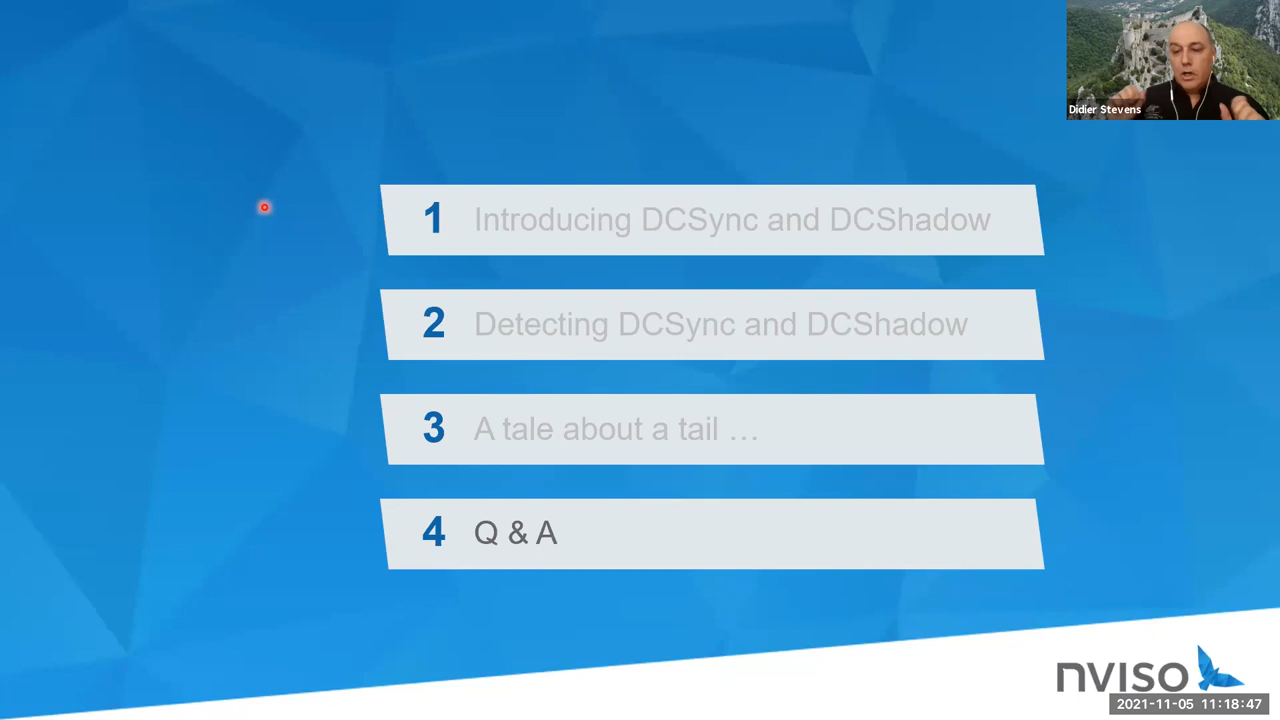 Didier Stevens
1 Introducing DCSync and DCShadow
2 Detecting DCSync and DCShadow
3 A tale about a tail …
4 Q & A
nviso
2021-11-05 11:18:47